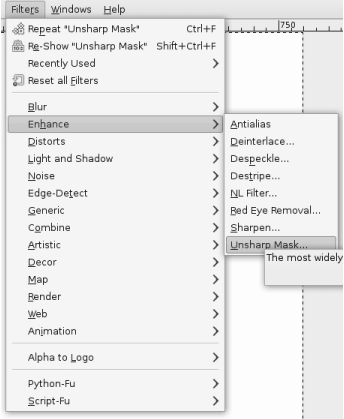 Filters Windows Help
750
Repeat "Unsharp Mask" Ctrl+F
Re-Show "Unsharp Mask" Shift+Ctrl+F
Recently Used
Reset all Filters
Blur
Enhance
Distorts
Light and Shadow
Noise
Edge-Detect
Generic
Combine
Artistic
Decor
Map
Render
Web
Animation
Alpha to Logo
Python-Fu
Script-Fu
Antialias
Deinterlace...
Despeckle...
Destripe...
NL Filter...
Red Eye Removal...
Sharpen...
Unsharp Mask...
The most widely